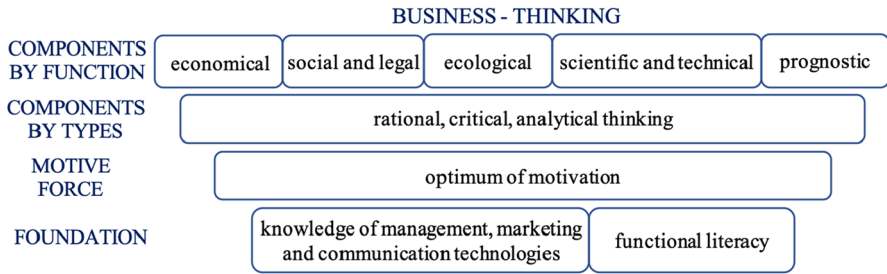 BUSINESS - THINKING
COMPONENTS
BY FUNCTION
economical
social and legal
ecological
scientific and technical
prognostic
COMPONENTS
BY TYPES
rational, critical, analytical thinking
MOTIVE
FORCE
optimum of motivation
FOUNDATION
knowledge of management, marketing
and communication technologies
functional literacy